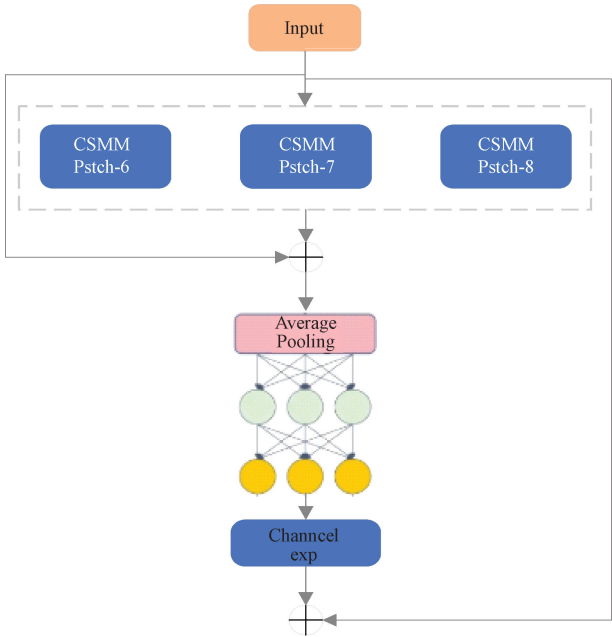 Input
CSMM
Pstch-6
CSMM
Pstch-7
CSMM
Pstch-8
Average
Pooling
Channcel
exp